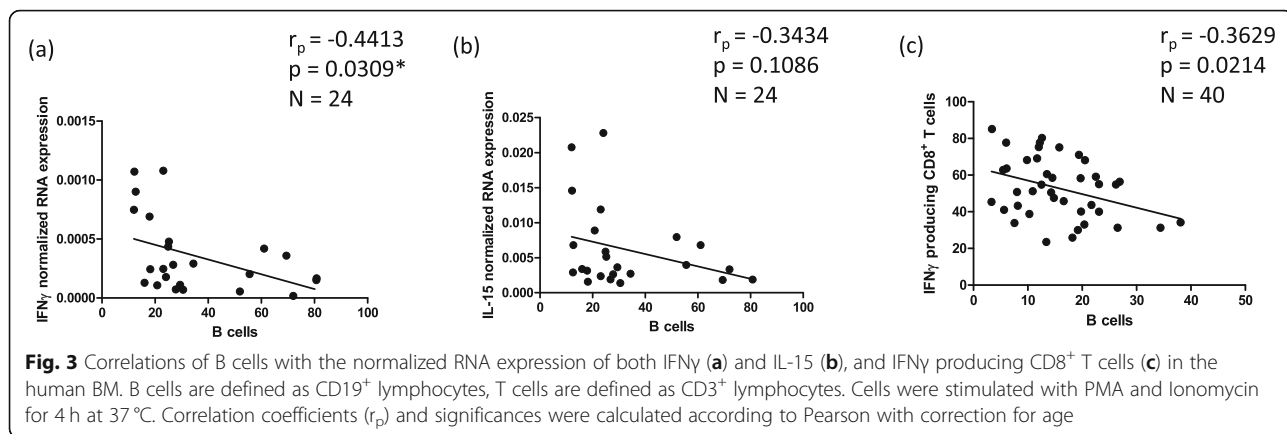 (a)
r_p = -0.4413
p = 0.0309*
N = 24
IFNγ normalized RNA expression
0.0015
0.0010
0.0005
0.0000
0 20 40 60 80 100
B cells
(b)
r_p = -0.3434
p = 0.1086
N = 24
IL-15 normalized RNA expression
0.025
0.020
0.015
0.010
0.005
0.000
0 20 40 60 80 100
B cells
(c)
r_p = -0.3629
p = 0.0214
N = 40
IFNγ producing CD8⁺ T cells
100
80
60
40
20
0
0 10 20 30 40 50
B cells
Fig. 3 Correlations of B cells with the normalized RNA expression of both IFNγ (a) and IL-15 (b), and IFNγ producing CD8⁺ T cells (c) in the
human BM. B cells are defined as CD19⁺ lymphocytes, T cells are defined as CD3⁺ lymphocytes. Cells were stimulated with PMA and Ionomycin
for 4 h at 37 °C. Correlation coefficients (r_p) and significances were calculated according to Pearson with correction for age